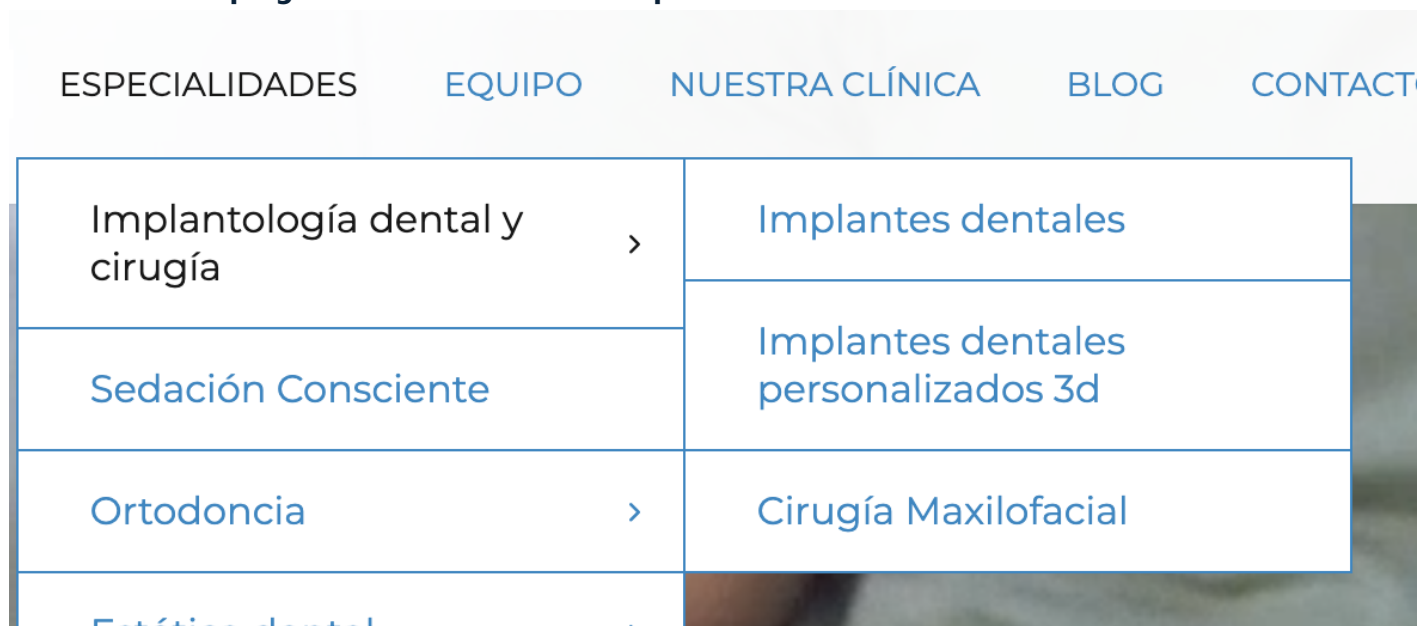 ESPECIALIDADES EQUIPO NUESTRA CLÍNICA BLOG
Implantología dental y
cirugía
Sedación Consciente
Ortodoncia
Implantes dentales
Implantes dentales
personalizados 3d
Cirugía Maxilofacial